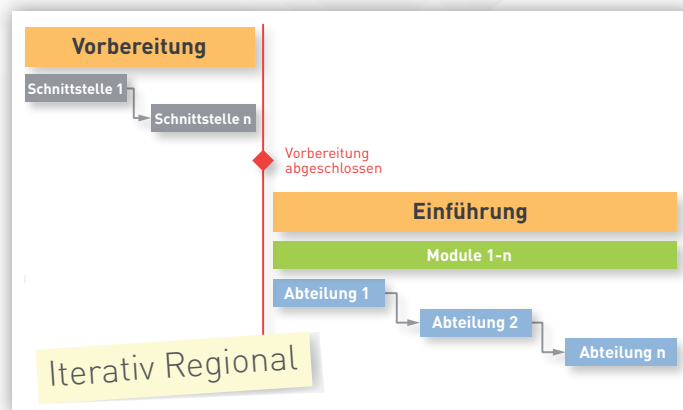 Vorbereitung
Schnittstelle 1
Schnittstelle n
Vorbereitung
abgeschlossen
Einführung
Module 1-n
Abteilung 1
Abteilung 2
Abteilung n
Iterativ Regional